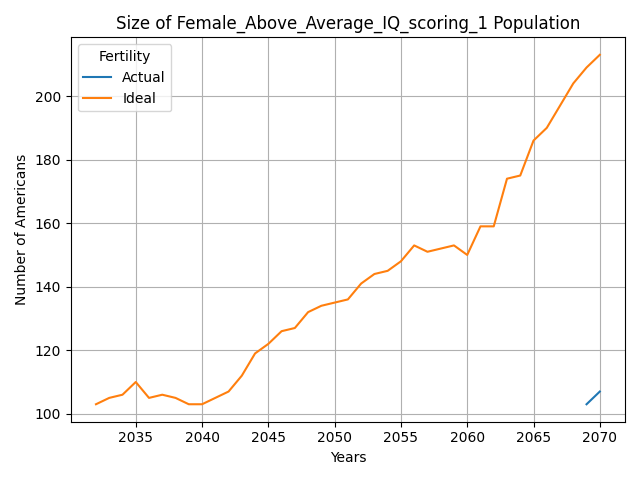 Size of Female_Above_Average_IQ_scoring_1 Population
Fertility
Actual
Ideal
Number of Americans
200
180
160
140
120
100
2035 2040 2045 2050 2055 2060 2065 2070
Years